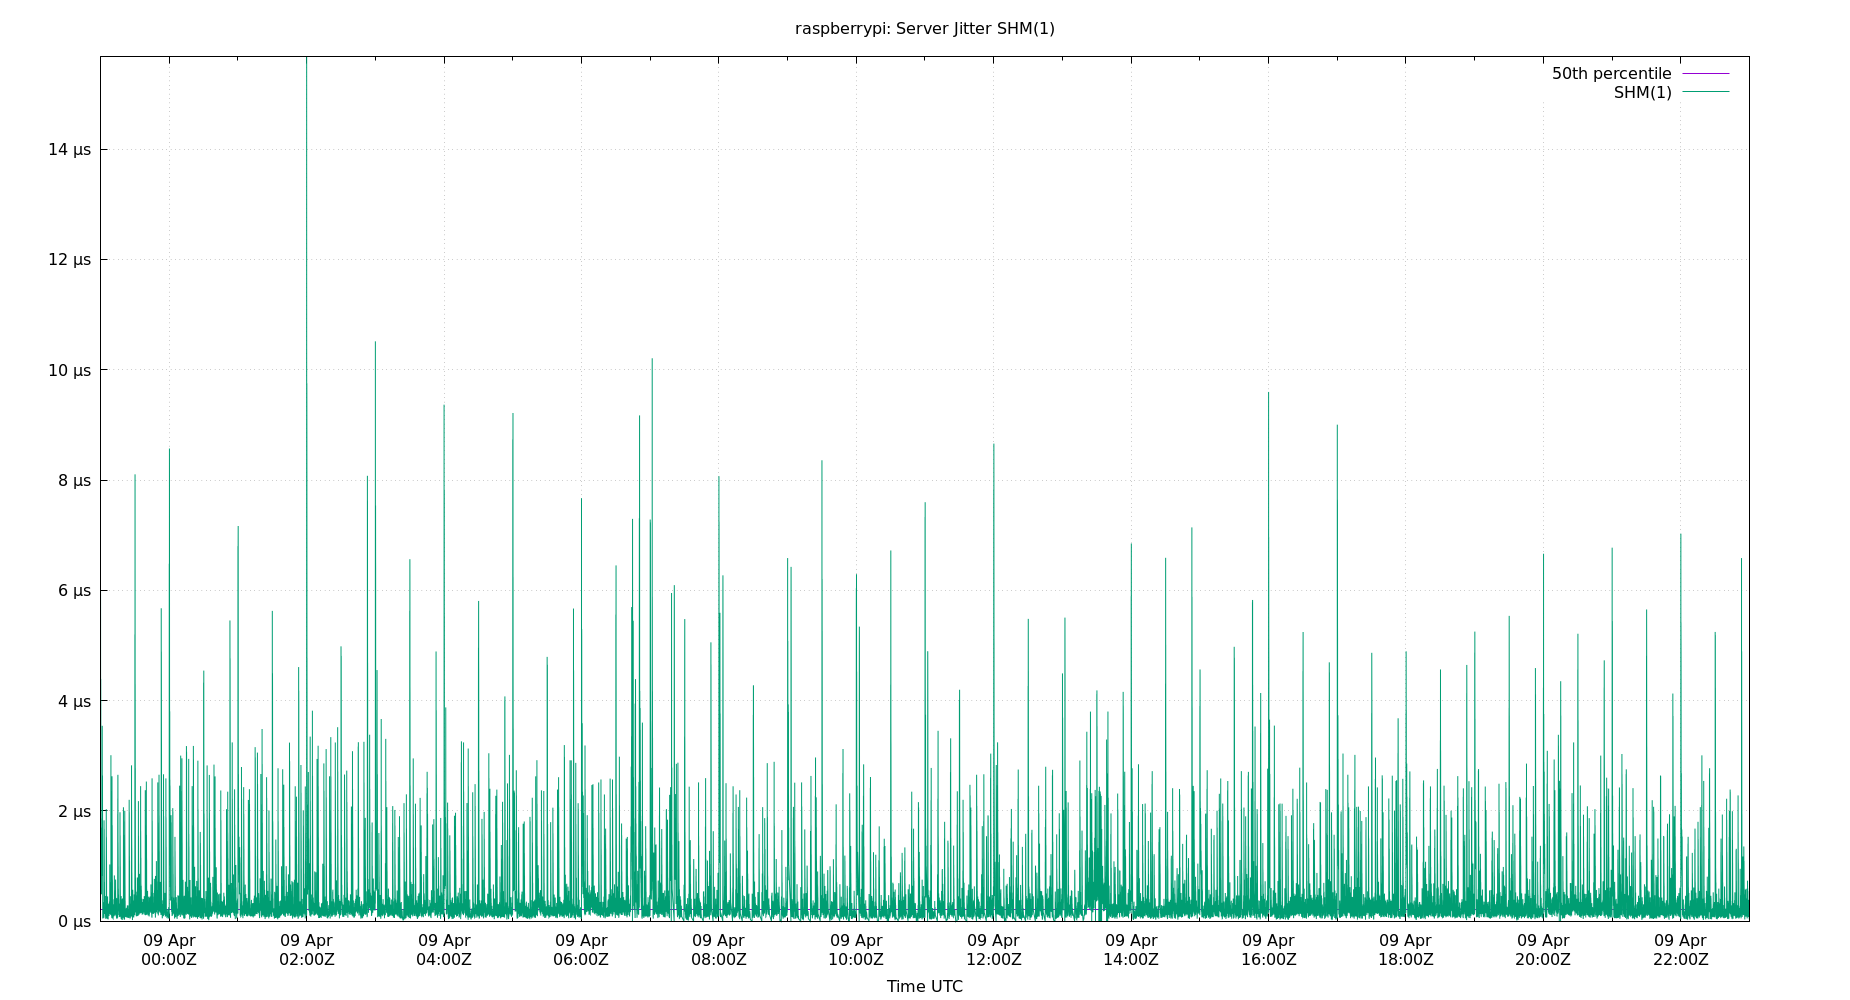 raspberrypi: Server Jitter SHM(1)
50th percentile
SHM(1)
14 µs
12 µs
10 µs
8 µs
6 µs
4 µs
2 µs
0 µs
09 Apr 09 Apr 09 Apr 09 Apr 09 Apr 09 Apr 09 Apr 09 Apr 09 Apr 09 Apr 09 Apr 09 Apr
00:00Z 02:00Z 04:00Z 06:00Z 08:00Z 10:00Z 12:00Z 14:00Z 16:00Z 18:00Z 20:00Z 22:00Z
Time UTC